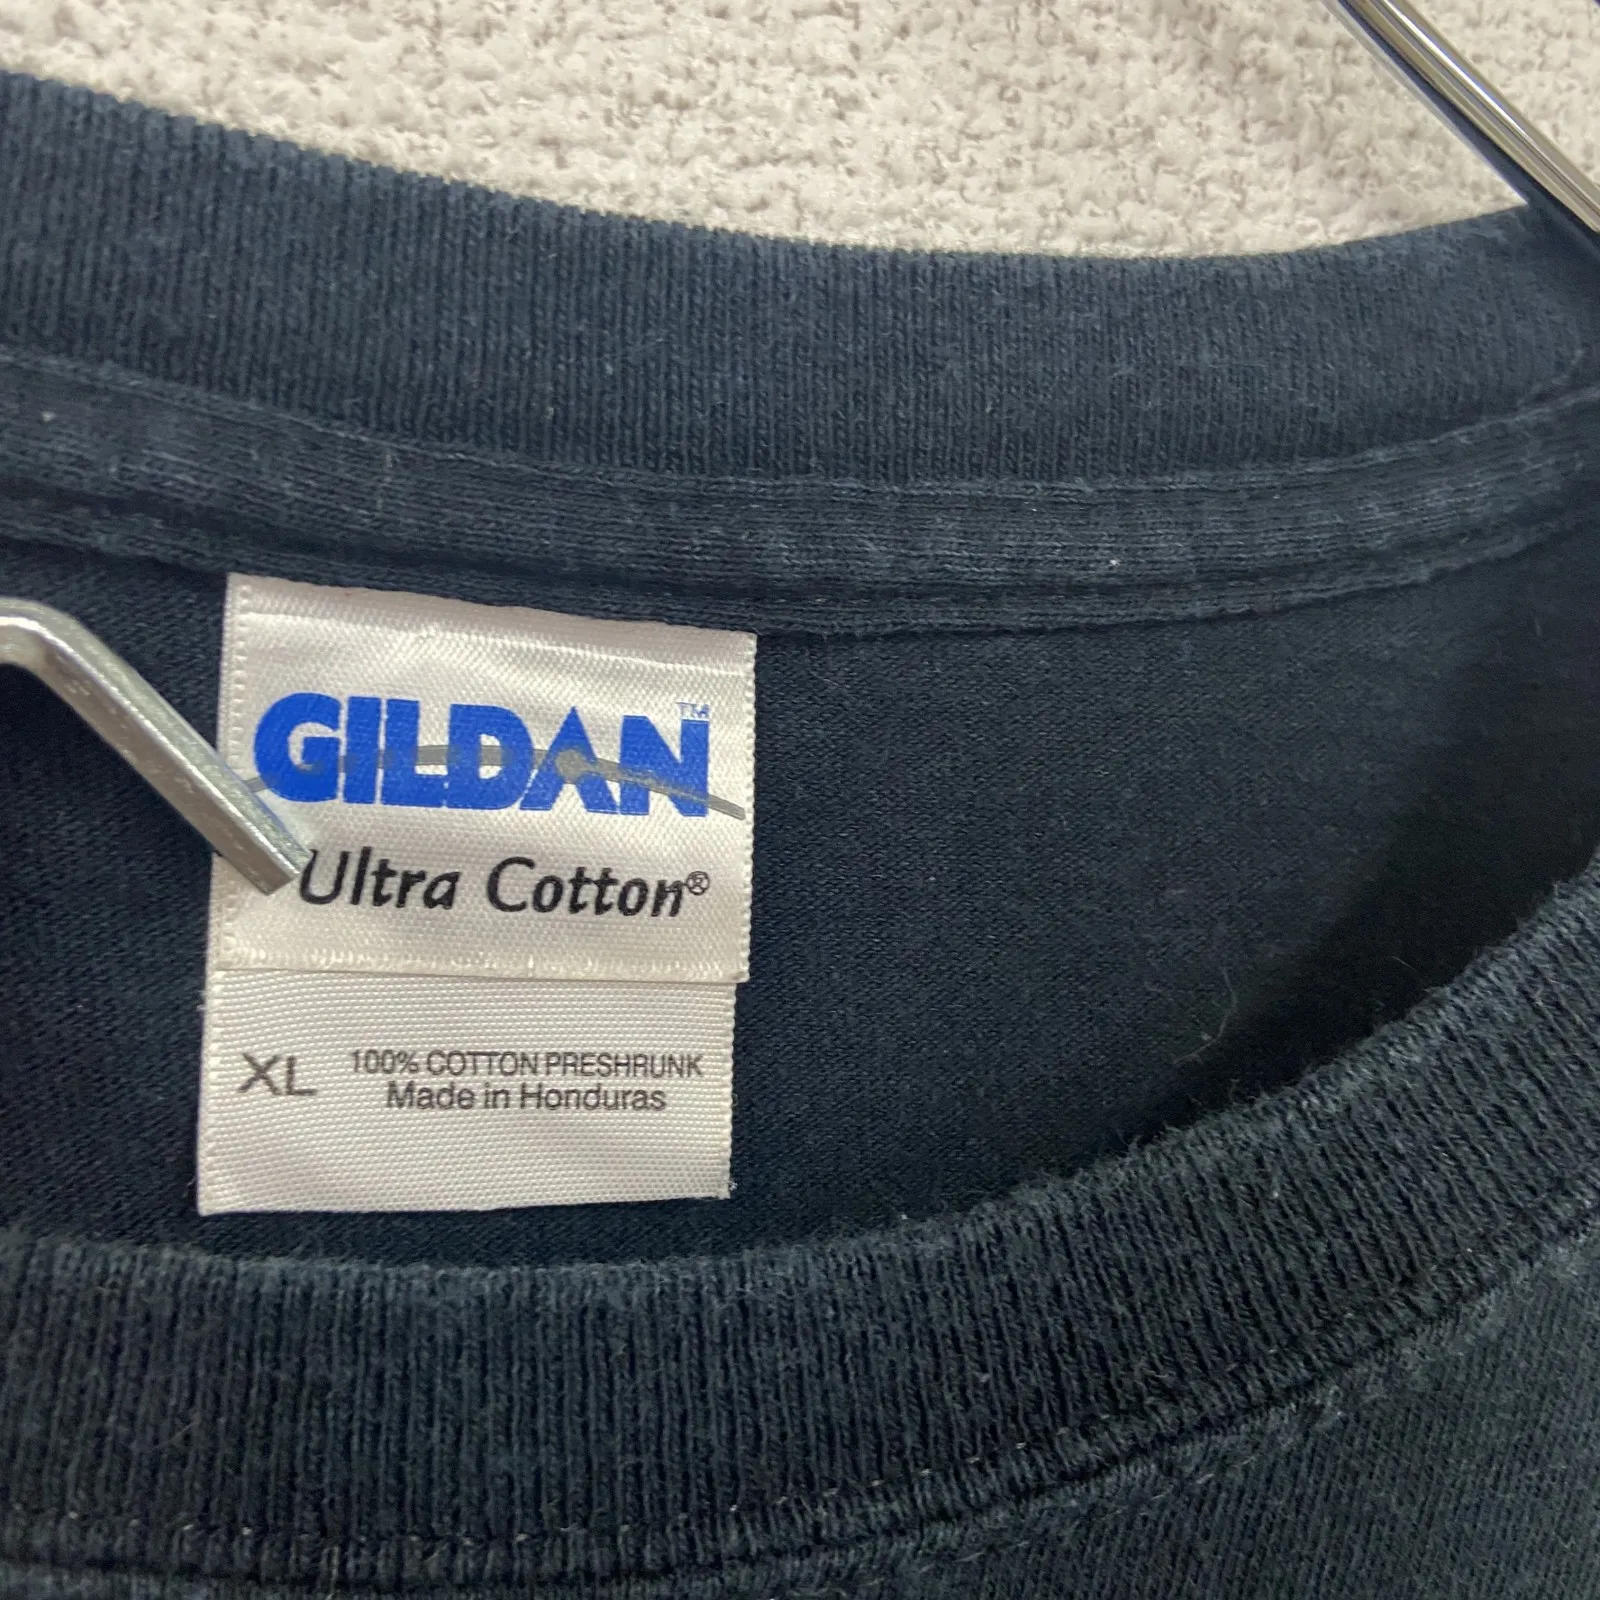 GILDAN™
Ultra Cotton®
XL
100% COTTON PRESHRUNK
Made in Honduras